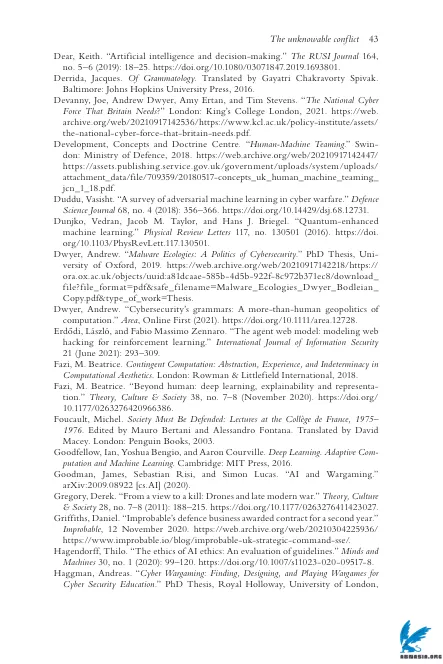 The unknowable conflict 43
Dear, Keith. “Artificial intelligence and decision-making.” The RUSI Journal 164,
no. 5–6 (2019): 18–25. https://doi.org/10.1080/03071847.2019.1693801.
Derrida, Jacques. Of Grammatology. Translated by Gayatri Chakravorty Spivak.
Baltimore: Johns Hopkins University Press, 2016.
Devanny, Joe, Andrew Dwyer, Amy Ertan, and Tim Stevens. “The National Cyber
Force That Britain Needs?” London: King’s College London, 2021. https://web.
archive.org/web/20210917142536/https://www.kcl.ac.uk/policy-institute/assets/
the-national-cyber-force-that-britain-needs.pdf.
Development, Concepts and Doctrine Centre. “Human-Machine Teaming.” Swin-
don: Ministry of Defence, 2018. https://web.archive.org/web/20210917142447/
https://assets.publishing.service.gov.uk/government/uploads/system/uploads/
attachment_data/file/709359/20180517-concepts_uk_human_machine_teaming_
jcn_1_18.pdf.
Duddu, Vasisht. “A survey of adversarial machine learning in cyber warfare.” Defence
Science Journal 68, no. 4 (2018): 356–366. https://doi.org/10.14429/dsj.68.12731.
Dunjko, Vedran, Jacob M. Taylor, and Hans J. Briegel. “Quantum-enhanced
machine learning.” Physical Review Letters 117, no. 130501 (2016). https://doi.
org/10.1103/PhysRevLett.117.130501.
Dwyer, Andrew. “Malware Ecologies: A Politics of Cybersecurity.” PhD Thesis, Uni-
versity of Oxford, 2019. https://web.archive.org/web/20210917142218/https://
ora.ox.ac.uk/objects/uuid:a81dcaae-585b-4d5b-922f-8c972b371ec8/download_
file?file_format=pdf&safe_filename=Malware_Ecologies_Dwyer_Bodleian_
Copy.pdf&type_of_work=Thesis.
Dwyer, Andrew. “Cybersecurity’s grammars: A more-than-human geopolitics of
computation.” Area, Online First (2021). https://doi.org/10.1111/area.12728.
Erdődi, László, and Fabio Massimo Zennaro. “The agent web model: modeling web
hacking for reinforcement learning.” International Journal of Information Security
21 (June 2021): 293–309.
Fazi, M. Beatrice. Contingent Computation: Abstraction, Experience, and Indeterminacy in
Computational Aesthetics. London: Rowman & Littlefield International, 2018.
Fazi, M. Beatrice. “Beyond human: deep learning, explainability and representa-
tion.” Theory, Culture & Society 38, no. 7–8 (November 2020). https://doi.org/
10.1177/0263276420966386.
Foucault, Michel. Society Must Be Defended: Lectures at the Collège de France, 1975–
1976. Edited by Mauro Bertani and Alessandro Fontana. Translated by David
Macey. London: Penguin Books, 2003.
Goodfellow, Ian, Yoshua Bengio, and Aaron Courville. Deep Learning. Adaptive Com-
putation and Machine Learning. Cambridge: MIT Press, 2016.
Goodman, James, Sebastian Risi, and Simon Lucas. “AI and Wargaming.”
arXiv:2009.08922 [cs.AI] (2020).
Gregory, Derek. “From a view to a kill: Drones and late modern war.” Theory, Culture
& Society 28, no. 7–8 (2011): 188–215. https://doi.org/10.1177/0263276411423027.
Griffiths, Daniel. “Improbable’s defence business awarded contract for a second year.”
Improbable, 12 November 2020. https://web.archive.org/web/20210304225936/
https://www.improbable.io/blog/improbable-uk-strategic-command-sse/.
Hagendorff, Thilo. “The ethics of AI ethics: An evaluation of guidelines.” Minds and
Machines 30, no. 1 (2020): 99–120. https://doi.org/10.1007/s11023-020-09517-8.
Haggman, Andreas. “Cyber Wargaming: Finding, Designing, and Playing Wargames for
Cyber Security Education.” PhD Thesis, Royal Holloway, University of London,